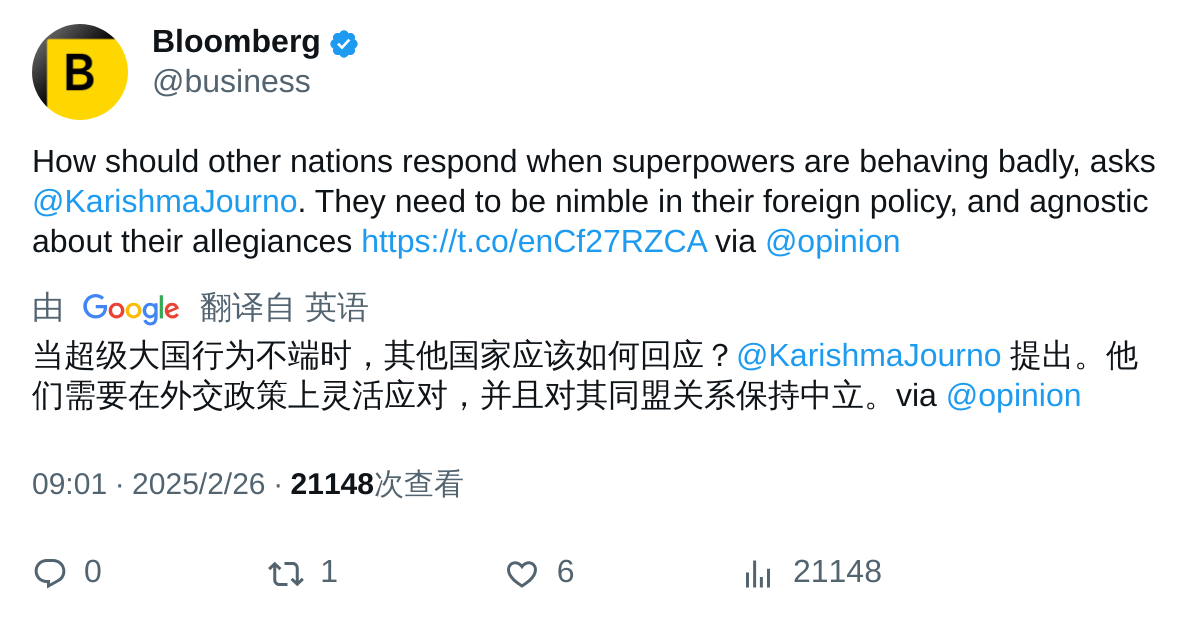 B
Bloomberg
@business
How should other nations respond when superpowers are behaving badly, asks
@KarishmaJourno. They need to be nimble in their foreign policy, and agnostic
about their allegiances https://t.co/enCf27RZCA via @opinion
由 Google 翻译自 英语
当超级大国行为不端时，其他国家应该如何回应？@KarishmaJourno 提出。他
们需要在外交政策上灵活应对，并且对其同盟关系保持中立。via @opinion
09:01 · 2025/2/26 · 21148次查看
0 1 6 21148